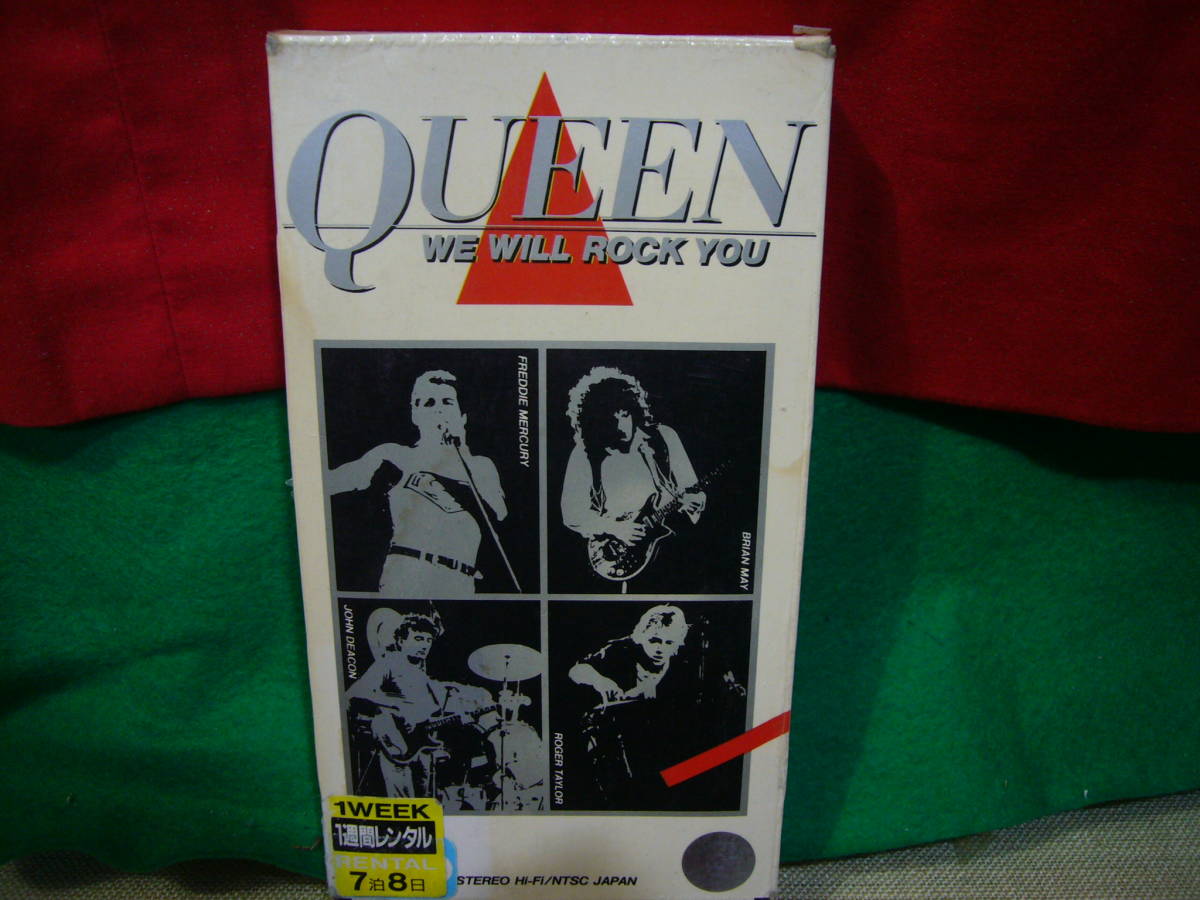 QUEEN
WE WILL ROCK YOU
FREDDIE MERCURY
BRIAN MAY
JOHN DEACON
ROGER TAYLOR
1WEEK
1週間レンタル
RENTAL
7泊8日
STEREO HI-Fi/NTSC JAPAN